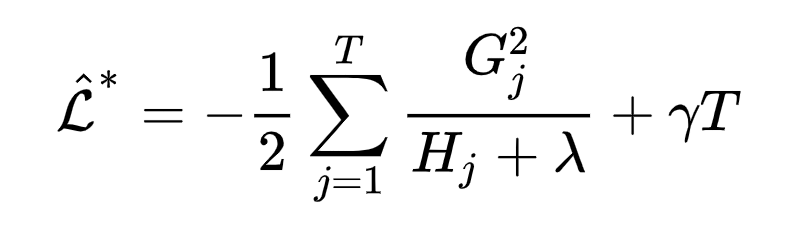 $$\hat{\mathcal{L}}^* = -\frac{1}{2} \sum_{j=1}^{T} \frac{G_j^2}{H_j + \lambda} + \gamma T$$